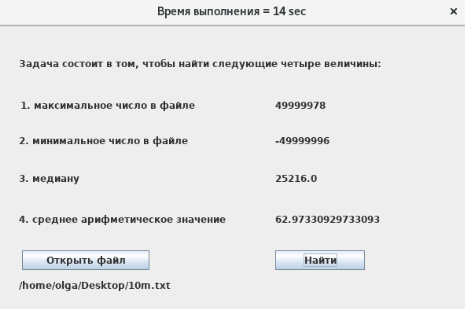 Время выполнения = 14 sec
Задача состоит в том, чтобы найти следующие четыре величины:
1. максимальное число в файле 49999978
2. минимальное число в файле -49999996
3. медиану 25216.0
4. среднее арифметическое значение 62.97330929733093
Открыть файл Найти
/home/olga/Desktop/10m.txt